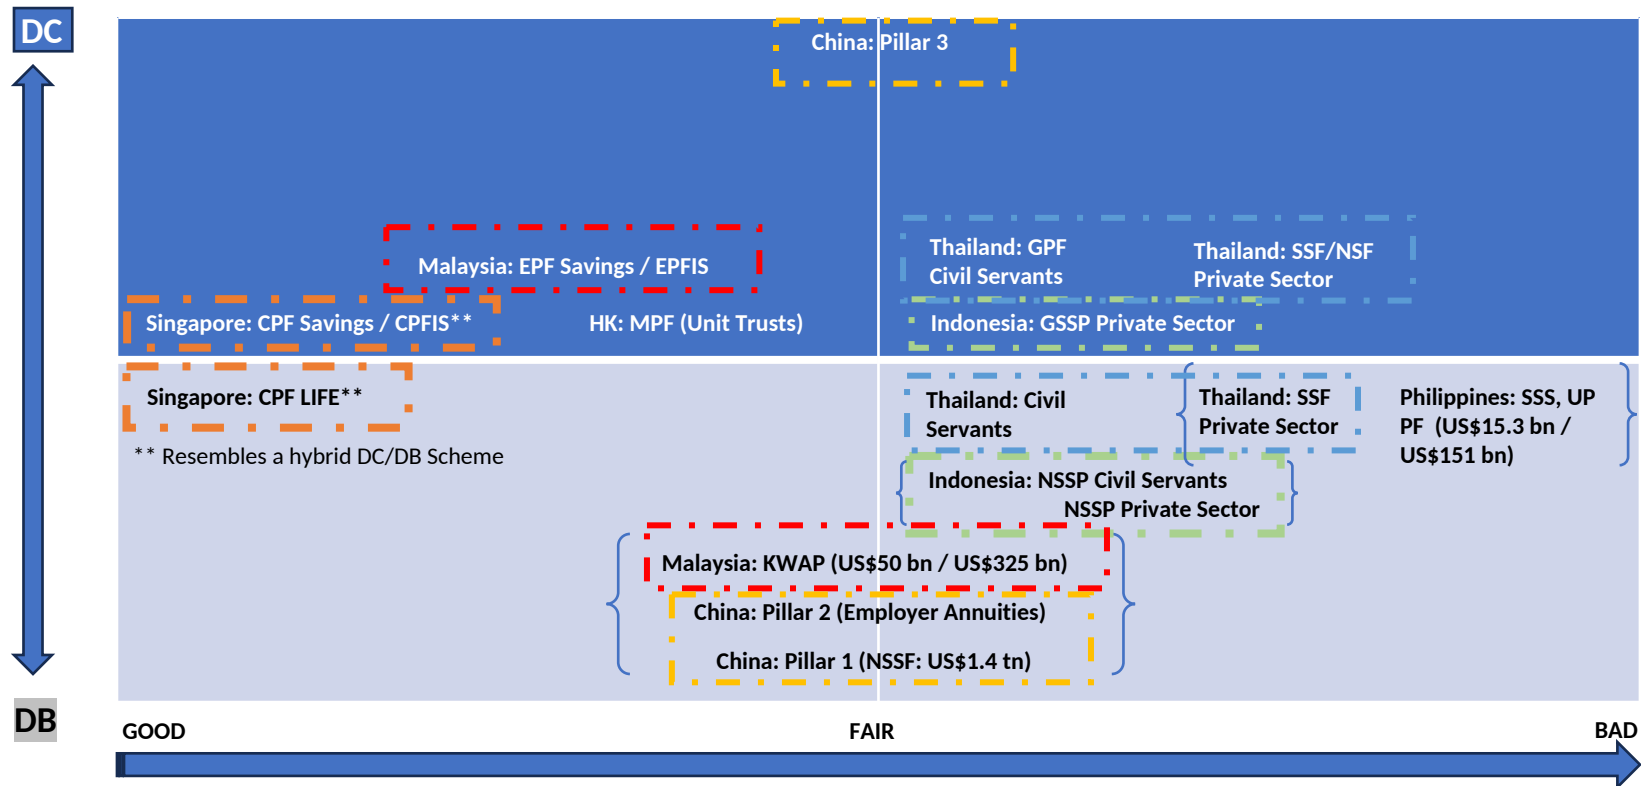 DC
China: Pillar 3
Thailand: GPF
Civil Servants
Thailand: SSF/NSF
Private Sector
Malaysia: EPF Savings / EPFIS
Singapore: CPF Savings / CPFIS**
HK: MPF (Unit Trusts)
Indonesia: GSSP Private Sector
Singapore: CPF LIFE**
** Resembles a hybrid DC/DB Scheme
Thailand: Civil
Servants
Thailand: SSF
Private Sector
Philippines: SSS, UP
PF (US$15.3 bn /
US$151 bn)
Indonesia: NSSP Civil Servants
NSSP Private Sector
Malaysia: KWAP (US$50 bn / US$325 bn)
China: Pillar 2 (Employer Annuities)
China: Pillar 1 (NSSF: US$1.4 tn)
DB
GOOD
FAIR
BAD